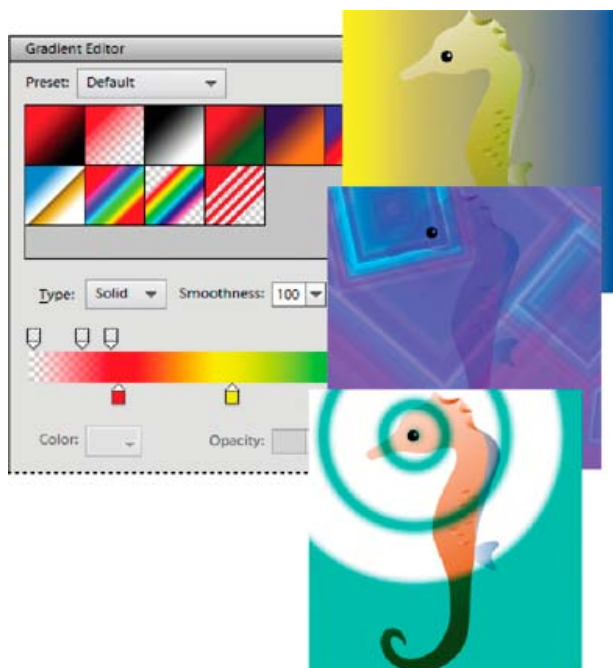 Gradient Editor
Preset: Default
Type: Solid Smoothness: 100
Color: Opacity: